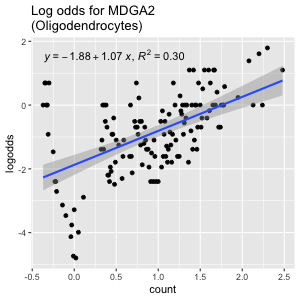 Log odds for MDGA2
(Oligodendrocytes)
y = −1.88 + 1.07 x, R² = 0.30
logodds
2
0
-2
-4
-0.5 0.0 0.5 1.0 1.5 2.0 2.5
count